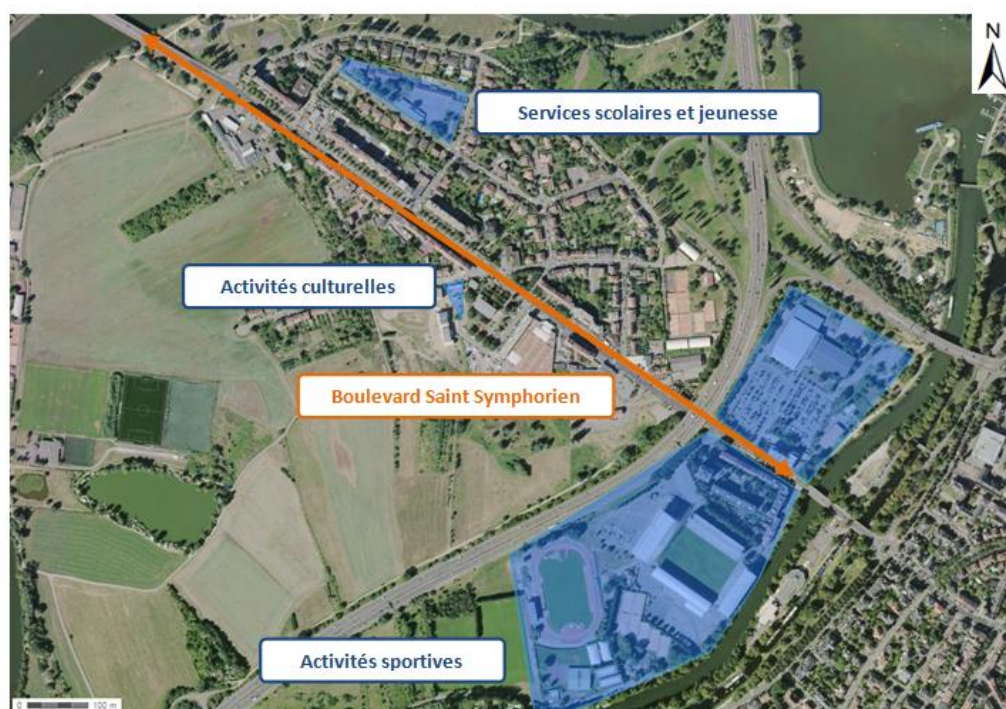 N
Services scolaires et jeunesse
Activités culturelles
Boulevard Saint Symphorien
Activités sportives
0 100 m